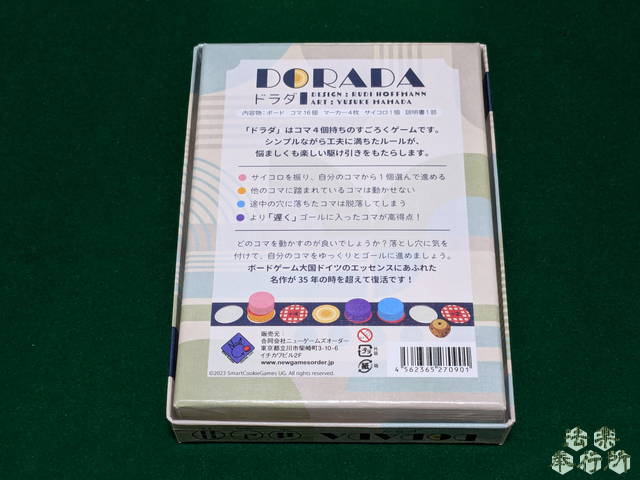 DORADA
ドラダ
DESIGN : RUDI HOFFMANN
ART : YUSUKE MAMADA
内容物：ボード コマ16個 マーカー4枚 サイコロ1個 説明書1部
「ドラダ」はコマ４個持ちのすごろくゲームです。
シンプルながら工夫に満ちたルールが、
悩ましくも楽しい駆け引きをもたらします。
サイコロを振り、自分のコマから１個選んで進める
他のコマに踏まれているコマは動かせない
途中の穴に落ちたコマは脱落してしまう
より「遅く」ゴールに入ったコマが高得点！
どのコマを動かすのが良いでしょうか？落とし穴に気
を付けて、自分のコマをゆっくりとゴールに進めましょう。
ボードゲーム大国ドイツのエッセンスにあふれた
名作が 35 年の時を超えて復活です！
販売元：
合同会社ニューゲームズオーダー
東京都立川市柴崎町3-10-6
イチカワビル2F
www.newgamesorder.jp
©2023 SmartCookieGames UG. All rights reserved.
外箱
紙
箱
4 562365 270901
DORADA
法楽
奉行所